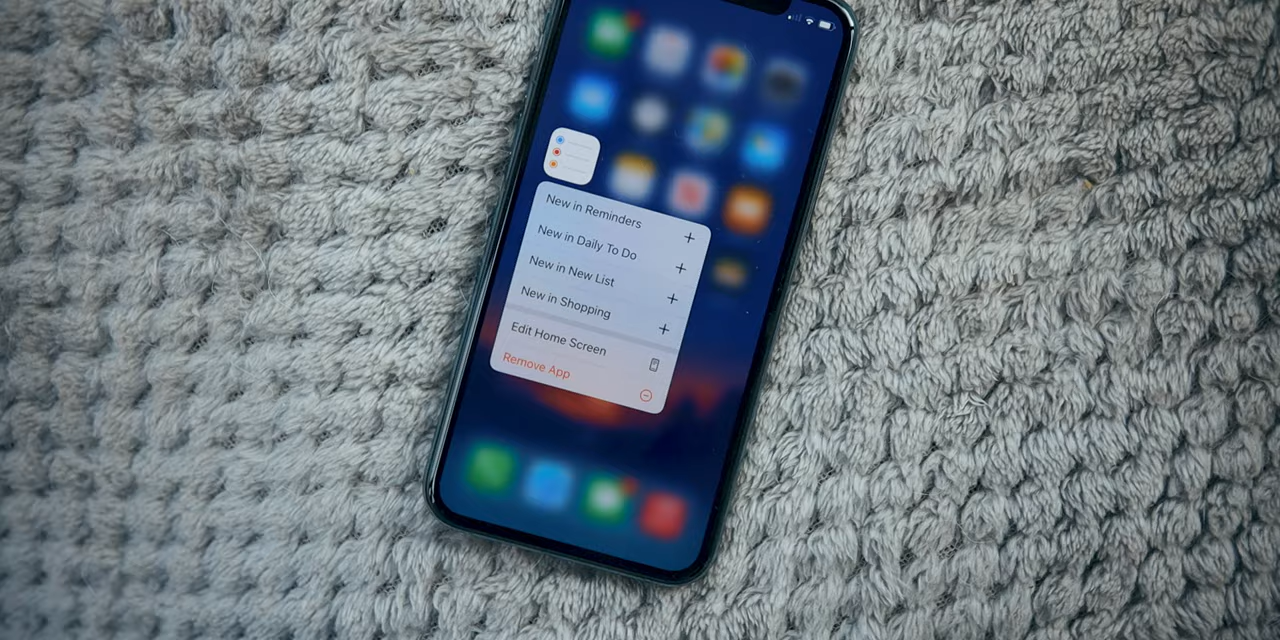 New in Reminders
New in Daily To Do
New in New List
New in Shopping
Edit Home Screen
Remove App